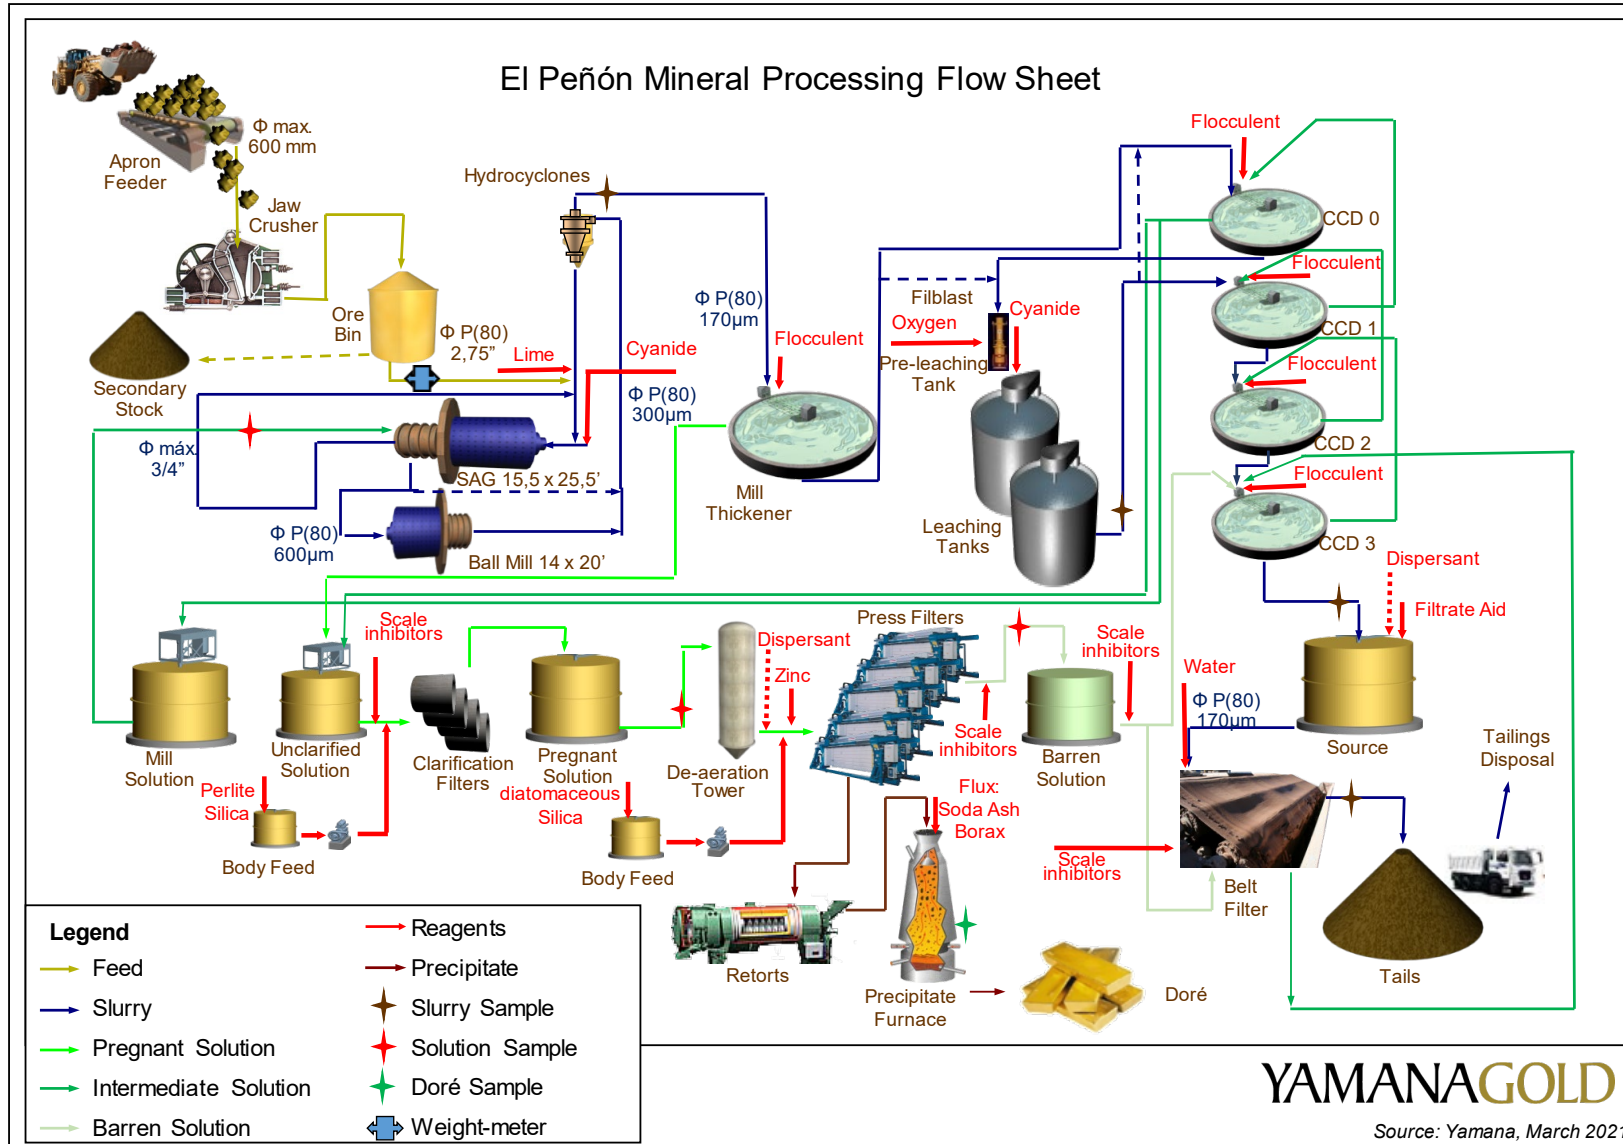 El Peñón Mineral Processing Flow Sheet
Φ max.
600 mm
Apron
Feeder
Jaw
Crusher
Hydrocyclones
Flocculent
CCD 0
Flocculent
CCD 1
Flocculent
CCD 2
Flocculent
CCD 3
Ore
Bin
Φ P(80)
2,75”
Secondary
Stock
Lime
Cyanide
Φ P(80)
300µm
Φ P(80)
170µm
Flocculent
Filblast
Oxygen
Cyanide
Pre-leaching
Tank
Φ máx.
3/4”
SAG 15,5 x 25,5’
Φ P(80)
600µm
Ball Mill 14 x 20’
Mill
Thickener
Leaching
Tanks
Dispersant
Filtrate Aid
Scale
inhibitors
Press Filters
Dispersant
Zinc
Scale
inhibitors
Water
Φ P(80)
170µm
Mill
Solution
Unclarified
Solution
Clarification
Filters
Pregnant
Solution
diatomaceous
Silica
De-aeration
Tower
Scale
inhibitors
Barren
Solution
Source
Tailings
Disposal
Perlite
Silica
Body Feed
Body Feed
Flux:
Soda Ash
Borax
Scale
inhibitors
Belt
Filter
Retorts
Precipitate
Furnace
Doré
Tails
Legend
Feed
Slurry
Pregnant Solution
Intermediate Solution
Barren Solution
Reagents
Precipitate
Slurry Sample
Solution Sample
Doré Sample
Weight-meter
YAMANAGOLD
Source: Yamana, March 202